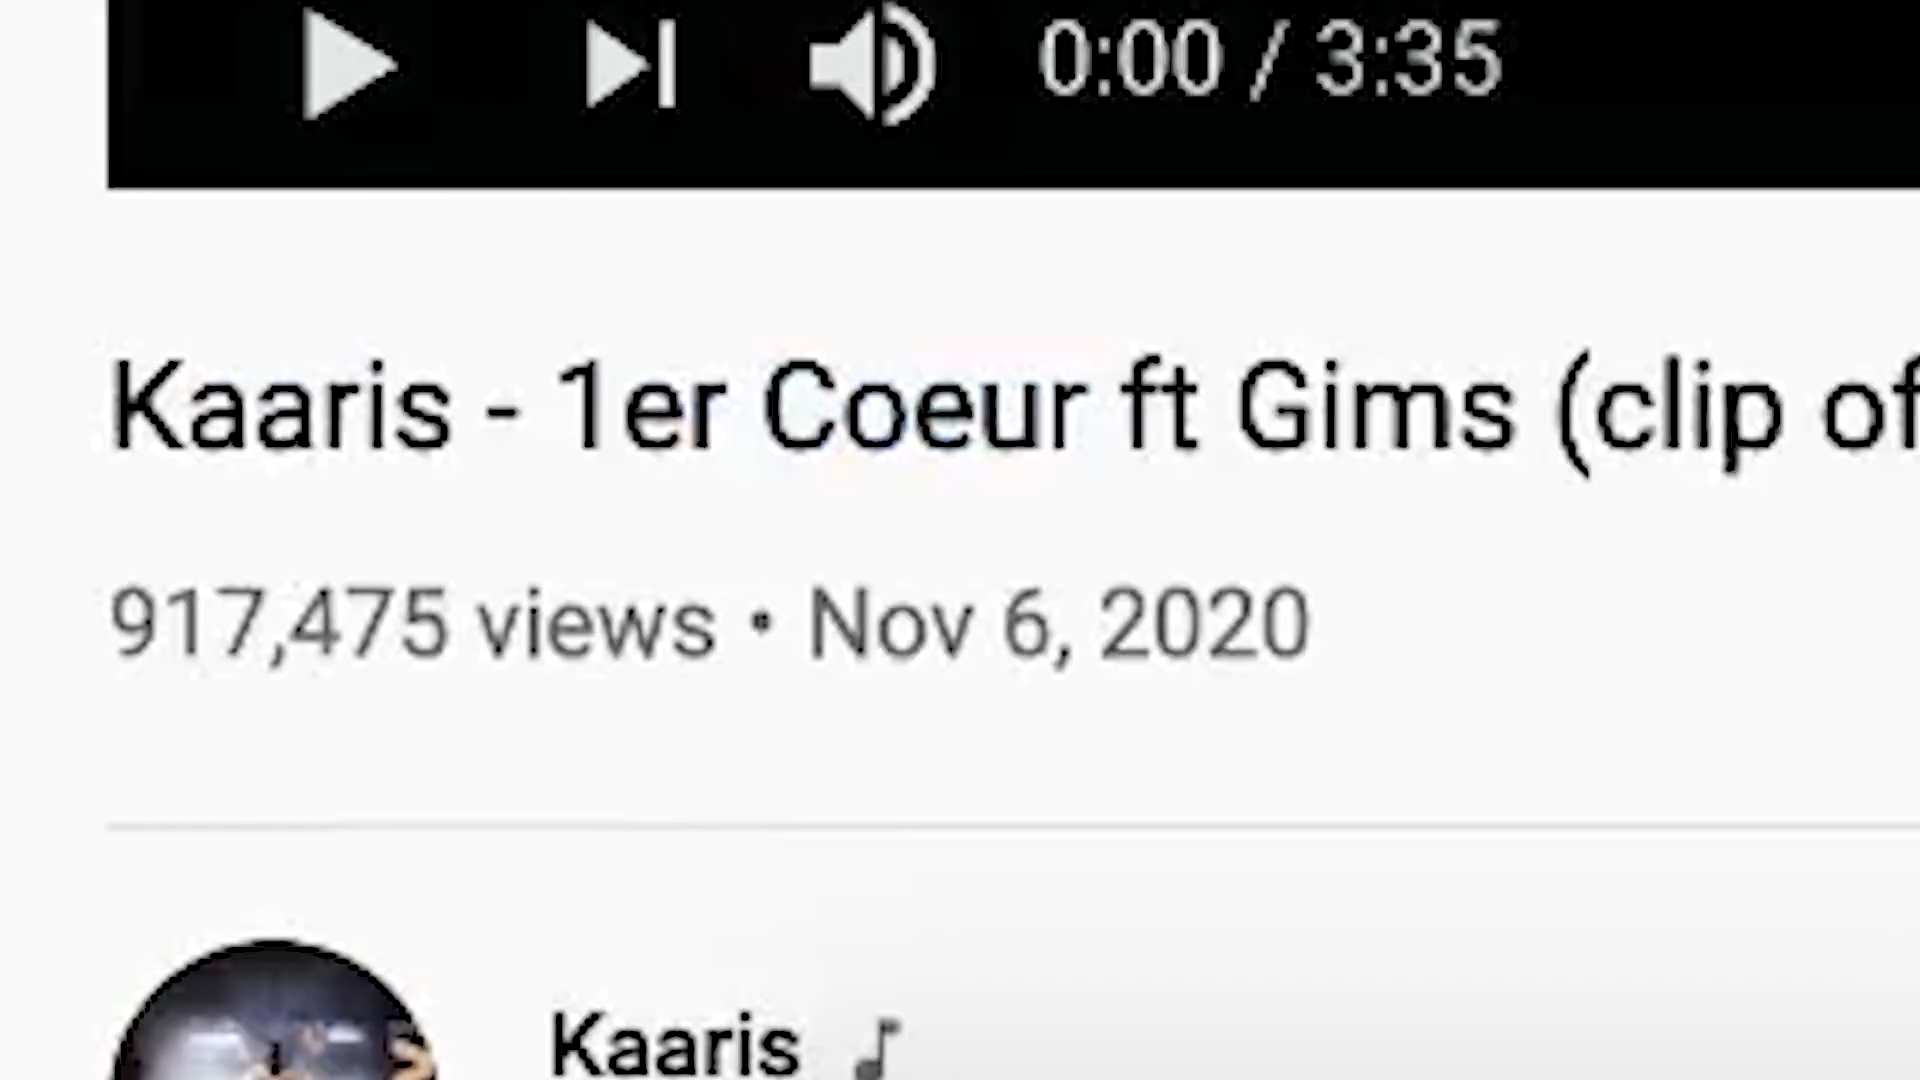 0:00 / 3:35
Kaaris - 1er Coeur ft Gims (clip of
917,475 views • Nov 6, 2020
Kaaris